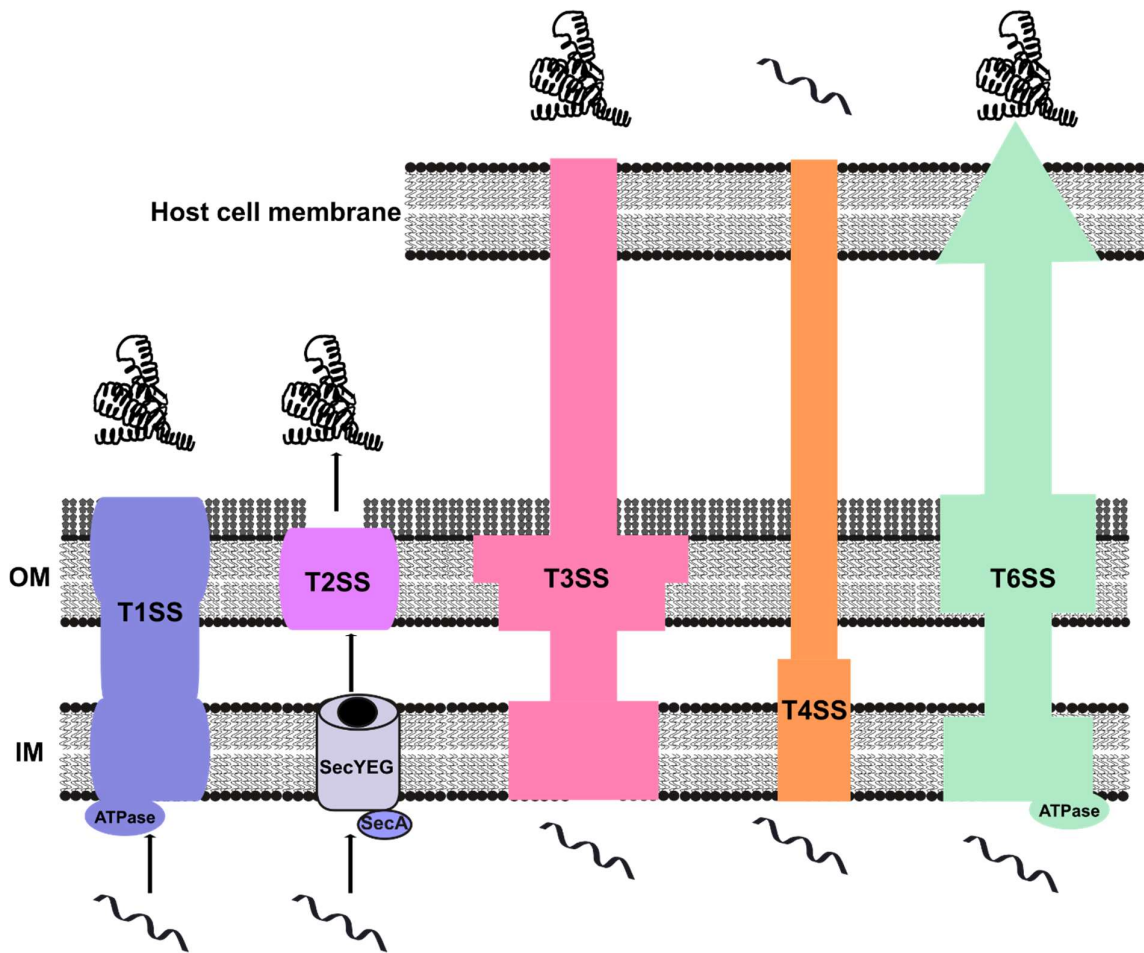 Host cell membrane
OM
T1SS
T2SS
T3SS
T6SS
IM
SecYEG
T4SS
ATPase
SecA
ATPase